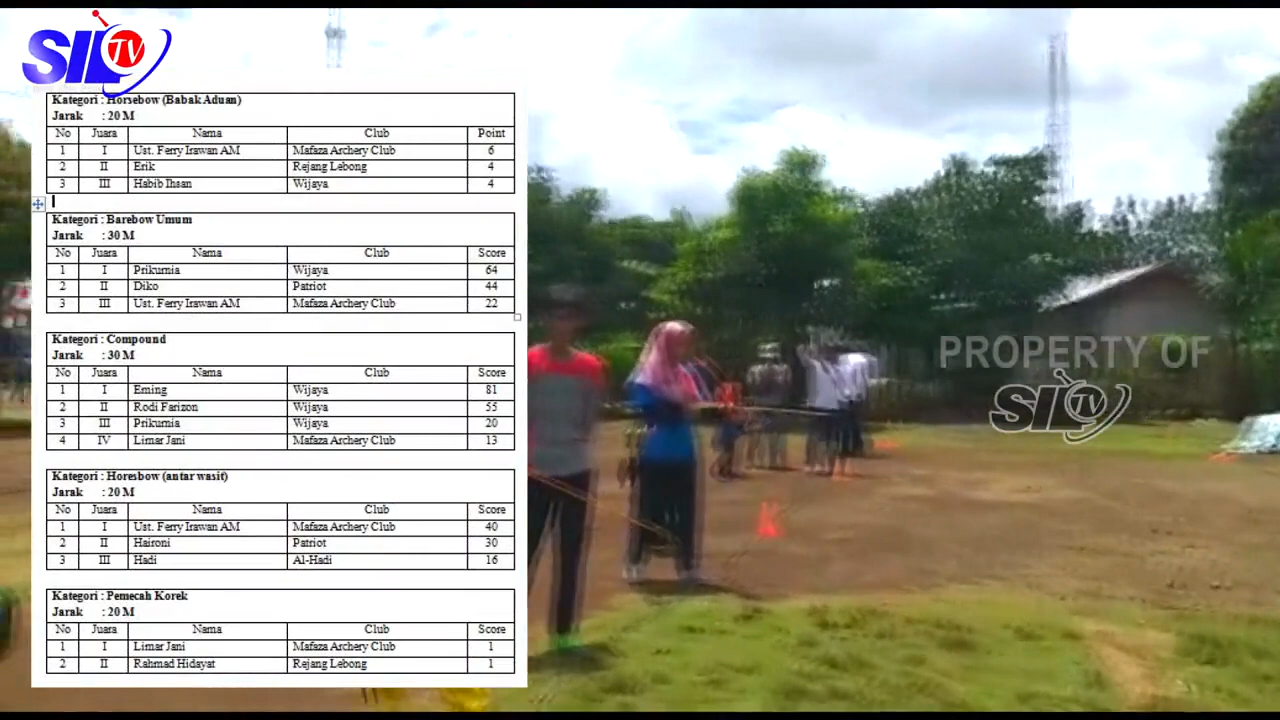 SILTV
Kategori : Horsebow (Babak Aduan)
Jarak : 20 M
No Juara Nama Club Point
1 I Ust. Ferry Irawan AM Mafaza Archery Club 6
2 II Erik Rejang Lebong 4
3 III Habib Ihsan Wijaya 4
Kategori : Barebow Umum
Jarak : 30 M
No Juara Nama Club Score
1 I Prikurnia Wijaya 64
2 II Diko Patriot 44
3 III Ust. Ferry Irawan AM Mafaza Archery Club 22
Kategori : Compound
Jarak : 30 M
No Juara Nama Club Score
1 I Eming Wijaya 81
2 II Rodi Farizon Wijaya 55
3 III Prikurnia Wijaya 20
4 IV Limar Jani Mafaza Archery Club 13
Kategori : Horesbow (antar wasit)
Jarak : 20 M
No Juara Nama Club Score
1 I Ust. Ferry Irawan AM Mafaza Archery Club 40
2 II Haironi Patriot 30
3 III Hadi Al-Hadi 16
Kategori : Pemecah Korek
Jarak : 20 M
No Juara Nama Club Score
1 I Limar Jani Mafaza Archery Club 1
2 II Rahmad Hidayat Rejang Lebong 1
PROPERTY OF
SILTV